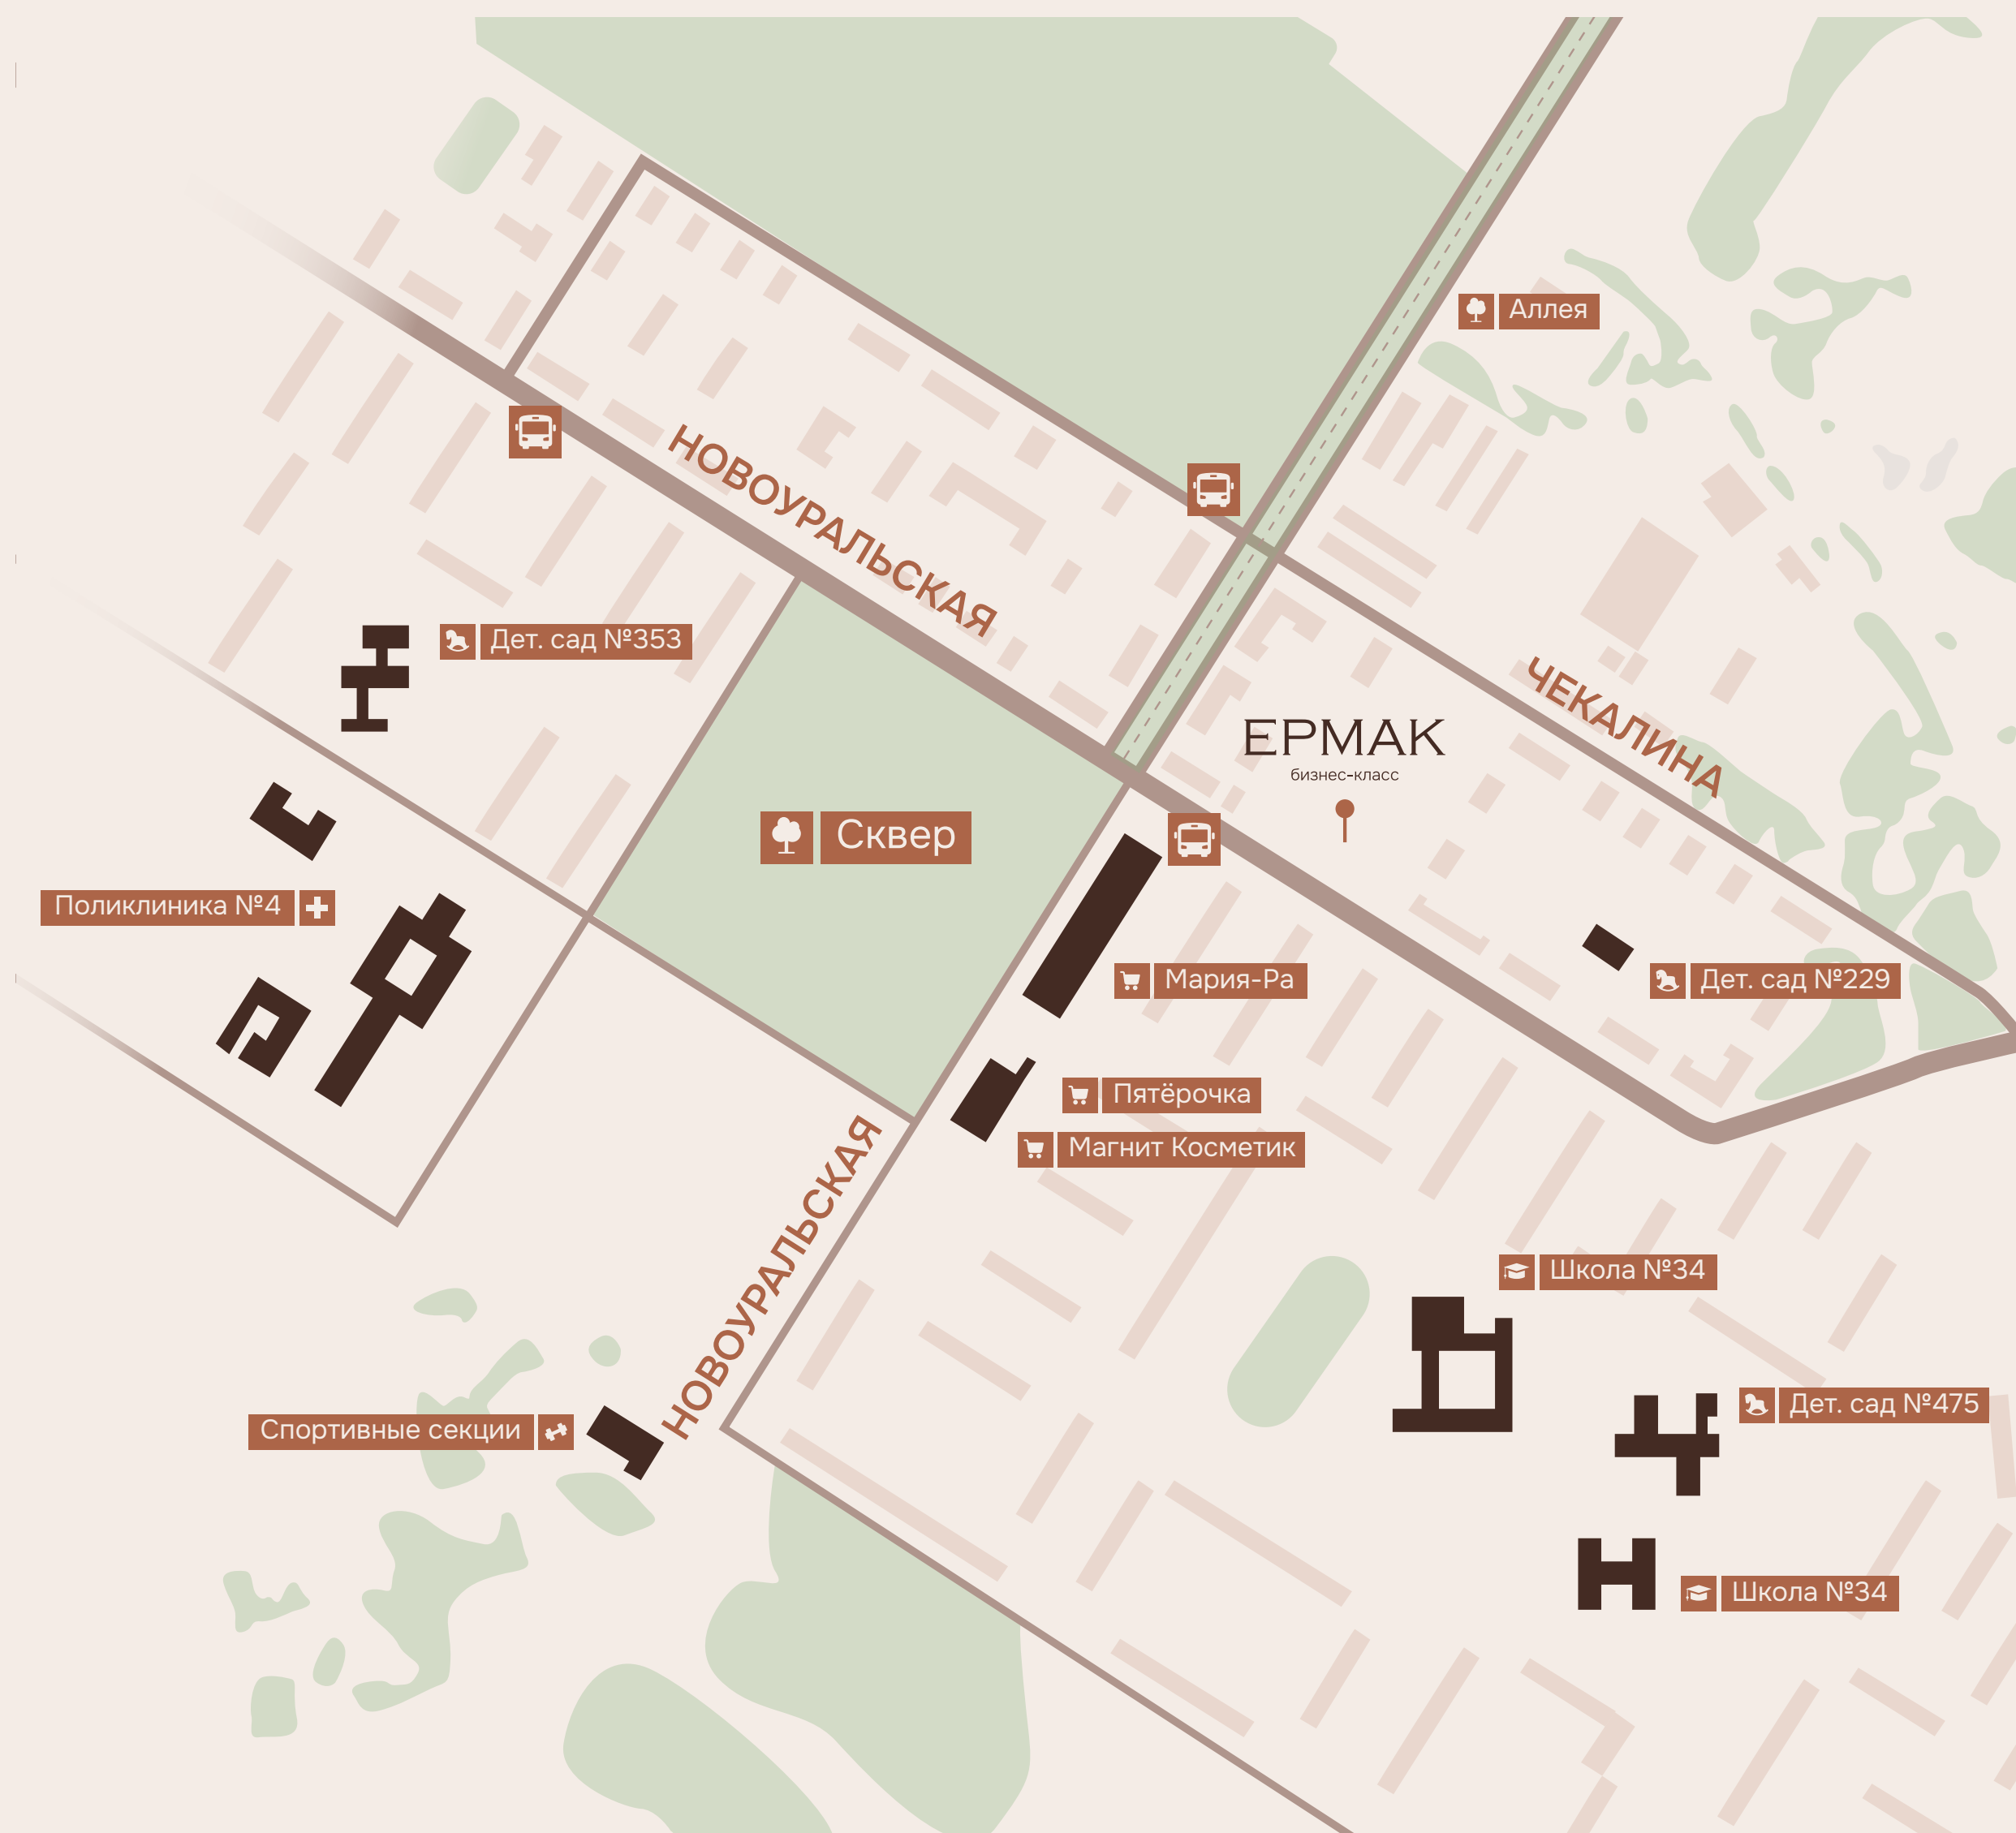 Аллея
НОВОУРАЛЬСКАЯ
Дет. сад №353
ЧЕКАЛИНА
ЕРМАК
бизнес-класс
Сквер
Поликлиника №4
Мария-Ра
Дет. сад №229
Пятёрочка
Магнит Косметик
НОВОУРАЛЬСКАЯ
Школа №34
Дет. сад №475
Спортивные секции
Школа №34